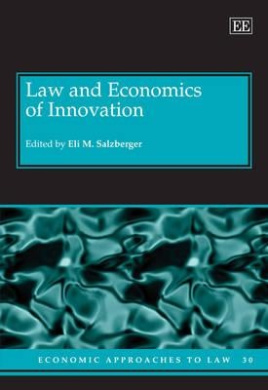 EE
Law and Economics
of Innovation
Edited by Eli M. Salzberger
ECONOMIC APPROACHES TO LAW 30